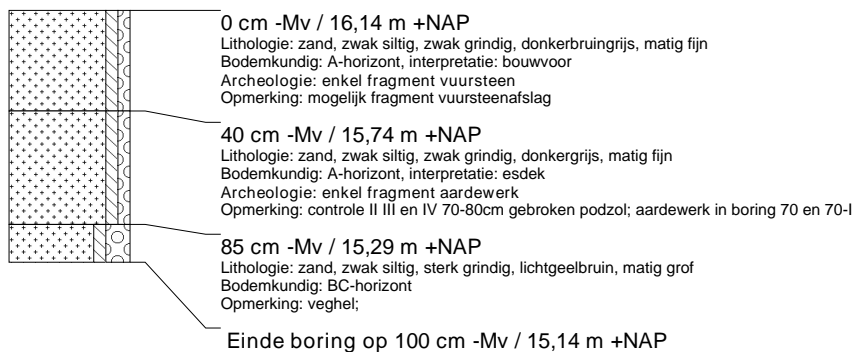 0 cm -Mv / 16,14 m +NAP
Lithologie: zand, zwak siltig, zwak grindig, donkerbruingrijs, matig fijn
Bodemkundig: A-horizont, interpretatie: bouwvoor
Archeologie: enkel fragment vuursteen
Opmerking: mogelijk fragment vuursteenafslag
40 cm -Mv / 15,74 m +NAP
Lithologie: zand, zwak siltig, zwak grindig, donkergrijs, matig fijn
Bodemkundig: A-horizont, interpretatie: esdek
Archeologie: enkel fragment aardewerk
Opmerking: controle II III en IV 70-80cm gebroken podzol; aardewerk in boring 70 en 70-I
85 cm -Mv / 15,29 m +NAP
Lithologie: zand, zwak siltig, sterk grindig, lichtgeelbruin, matig grof
Bodemkundig: BC-horizont
Opmerking: veghel;
Einde boring op 100 cm -Mv / 15,14 m +NAP